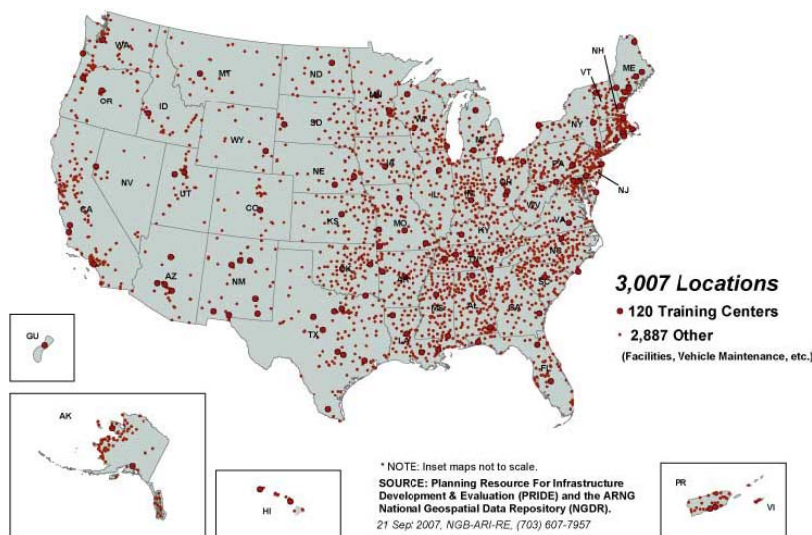 WA
MT
ND
MN
OR
ID
SD
WI
WY
MI
NV
NE
IA
UT
CO
IL
IN
OH
PA
NY
VT
NH
ME
NJ
CA
KS
MO
KY
WV
VA
AZ
NM
OK
AR
TN
NC
SC
TX
LA
MS
AL
GA
FL
3,007 Locations
120 Training Centers
2,887 Other
(Facilities, Vehicle Maintenance, etc.)
GU
AK
HI
PR
VI
* NOTE: Inset maps not to scale.
SOURCE: Planning Resource For Infrastructure
Development & Evaluation (PRIDE) and the ARNG
National Geospatial Data Repository (NGDR).
21 Sep 2007, NGB-ARI-RE, (703) 607-7957